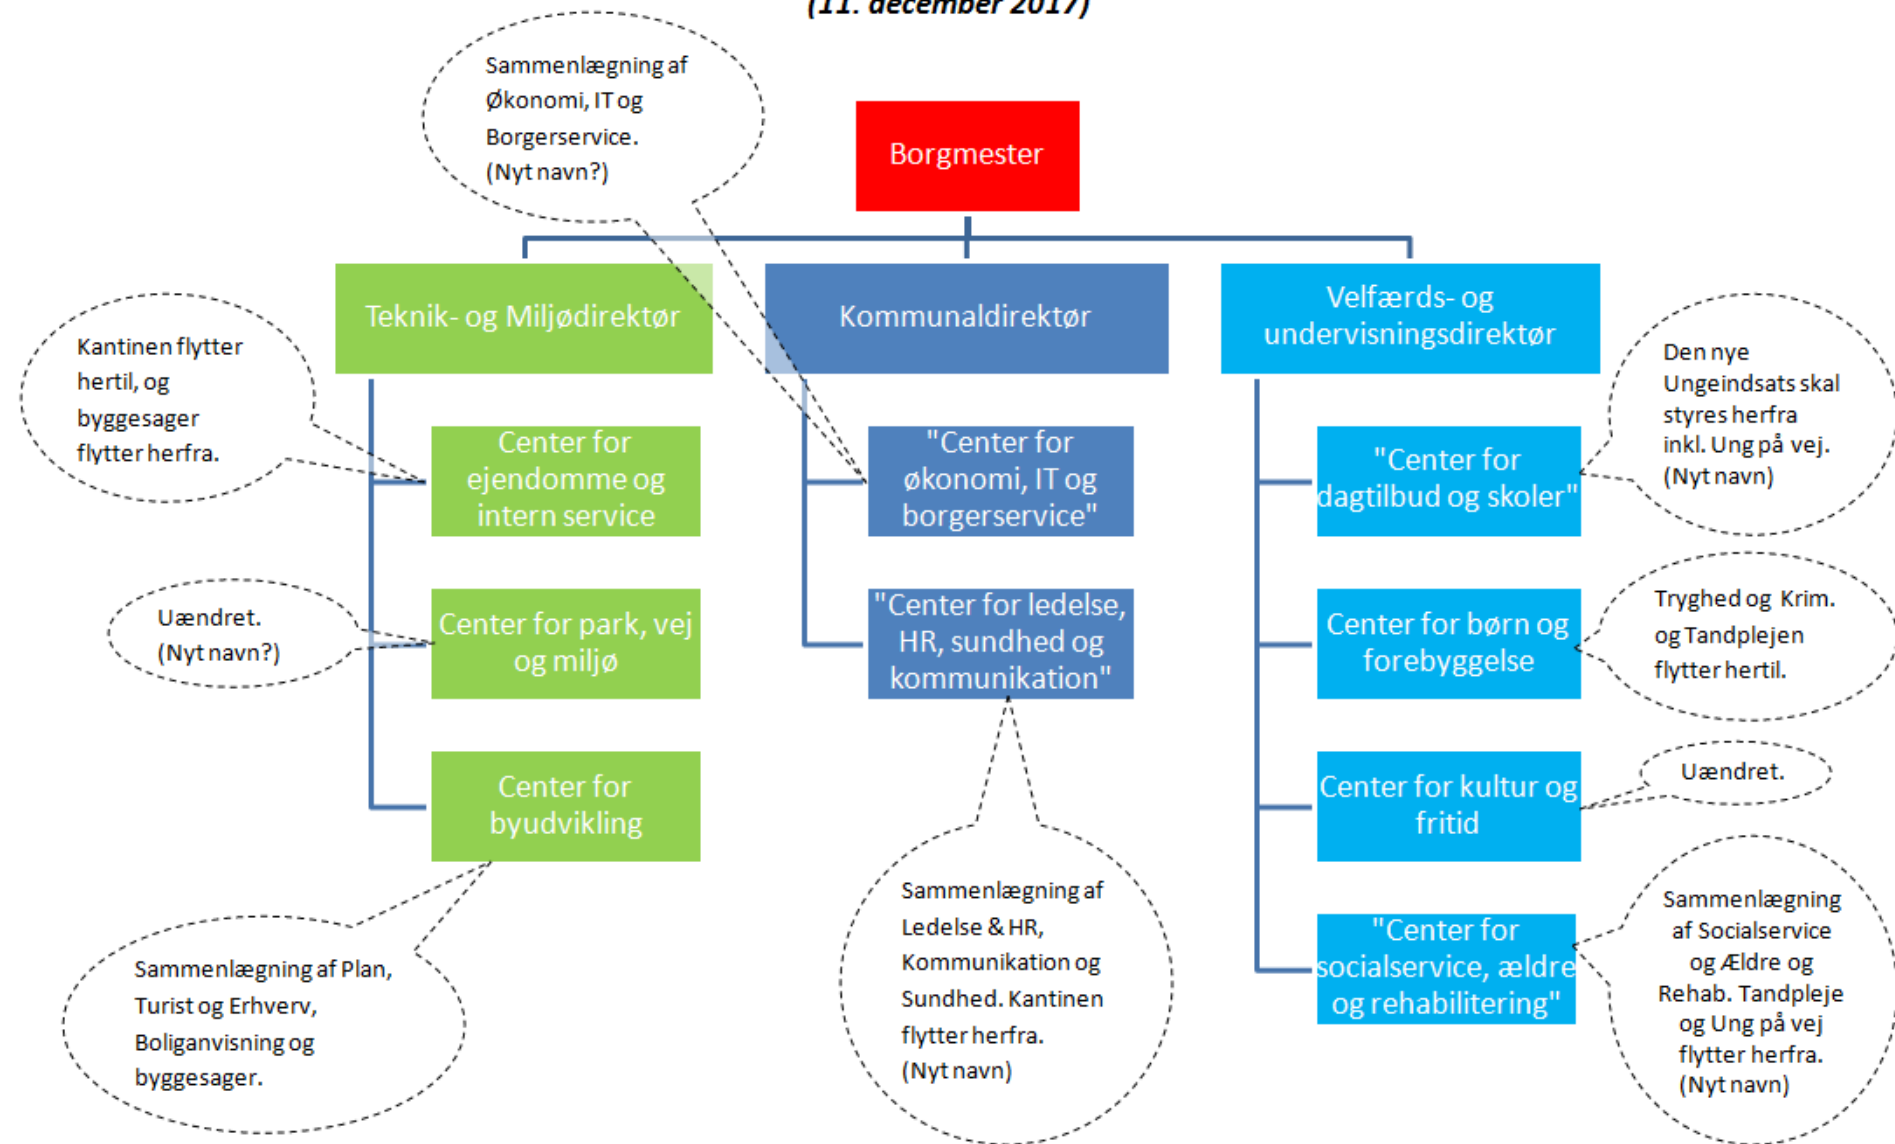 (11. december 2017)
Sammenlægning af
Økonomi, IT og
Borgerservice.
(Nyt navn?)
Borgmester
Teknik- og Miljødirektør
Kommunaldirektør
Velfærds- og
undervisningsdirektør
Kantinen flytter
hertil, og
byggesager
flytter herfra.
Center for
ejendomme og
intern service
"Center for
økonomi, IT og
borgerservice"
"Center for
dagtilbud og skoler"
Den nye
Ungeindsats skal
styres herfra
inkl. Ung på vej.
(Nyt navn)
Uændret.
(Nyt navn?)
Center for park, vej
og miljø
"Center for ledelse,
HR, sundhed og
kommunikation"
Center for børn og
forebyggelse
Tryghed og Krim.
og Tandplejen
flytter hertil.
Center for
byudvikling
Center for kultur og
fritid
Uændret.
Sammenlægning af Plan,
Turist og Erhverv,
Boliganvisning og
byggesager.
Sammenlægning af
Ledelse & HR,
Kommunikation og
Sundhed. Kantinen
flytter herfra.
(Nyt navn)
"Center for
socialservice, ældre
og rehabilitering"
Sammenlægning
af Socialservice
og Ældre og
Rehab. Tandpleje
og Ung på vej
flytter herfra.
(Nyt navn)